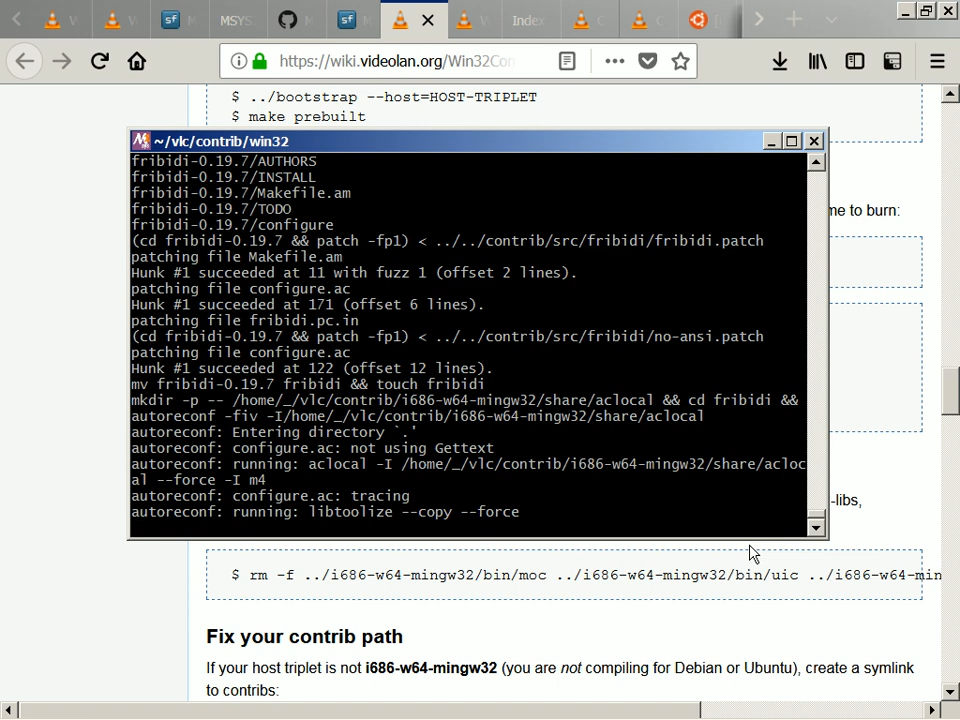 MSYS
Index
https://wiki.videolan.org/Win32Con
$ ../bootstrap --host=HOST-TRIPLET
$ make prebuilt
~/vlc/contrib/win32
fribidi-0.19.7/AUTHORS
fribidi-0.19.7/INSTALL
fribidi-0.19.7/Makefile.am
fribidi-0.19.7/TODO
fribidi-0.19.7/configure
(cd fribidi-0.19.7 && patch -fp1) < ../../contrib/src/fribidi/fribidi.patch
patching file Makefile.am
Hunk #1 succeeded at 11 with fuzz 1 (offset 2 lines).
patching file configure.ac
Hunk #1 succeeded at 171 (offset 6 lines).
patching file fribidi.pc.in
(cd fribidi-0.19.7 && patch -fp1) < ../../contrib/src/fribidi/no-ansi.patch
patching file configure.ac
Hunk #1 succeeded at 122 (offset 12 lines).
mv fribidi-0.19.7 fribidi && touch fribidi
mkdir -p -- /home/_/vlc/contrib/i686-w64-mingw32/share/aclocal && cd fribidi &&
autoreconf -fiv -I/home/_/vlc/contrib/i686-w64-mingw32/share/aclocal
autoreconf: Entering directory `.'
autoreconf: configure.ac: not using Gettext
autoreconf: running: aclocal -I /home/_/vlc/contrib/i686-w64-mingw32/share/acloc
al --force -I m4
autoreconf: configure.ac: tracing
autoreconf: running: libtoolize --copy --force
me to burn:
-libs,
$ rm -f ../i686-w64-mingw32/bin/moc ../i686-w64-mingw32/bin/uic ../i686-w64-min
Fix your contrib path
If your host triplet is not i686-w64-mingw32 (you are not compiling for Debian or Ubuntu), create a symlink
to contribs: